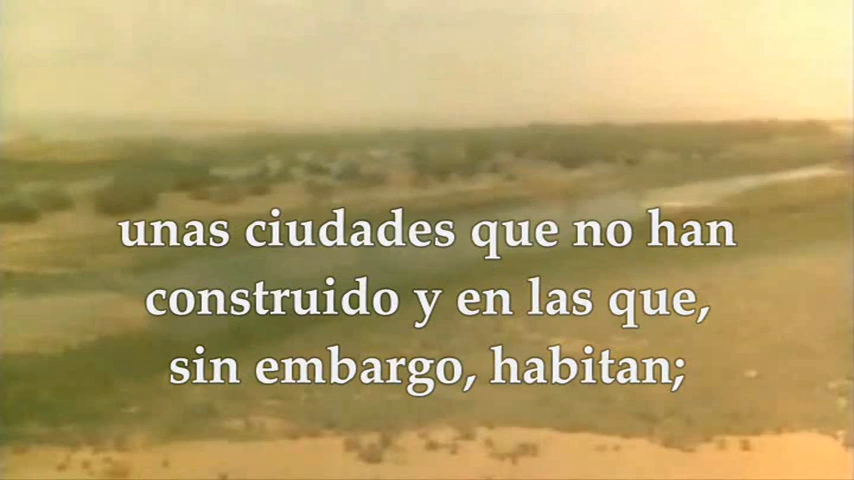 unas ciudades que no han
construido y en las que,
sin embargo, habitan;